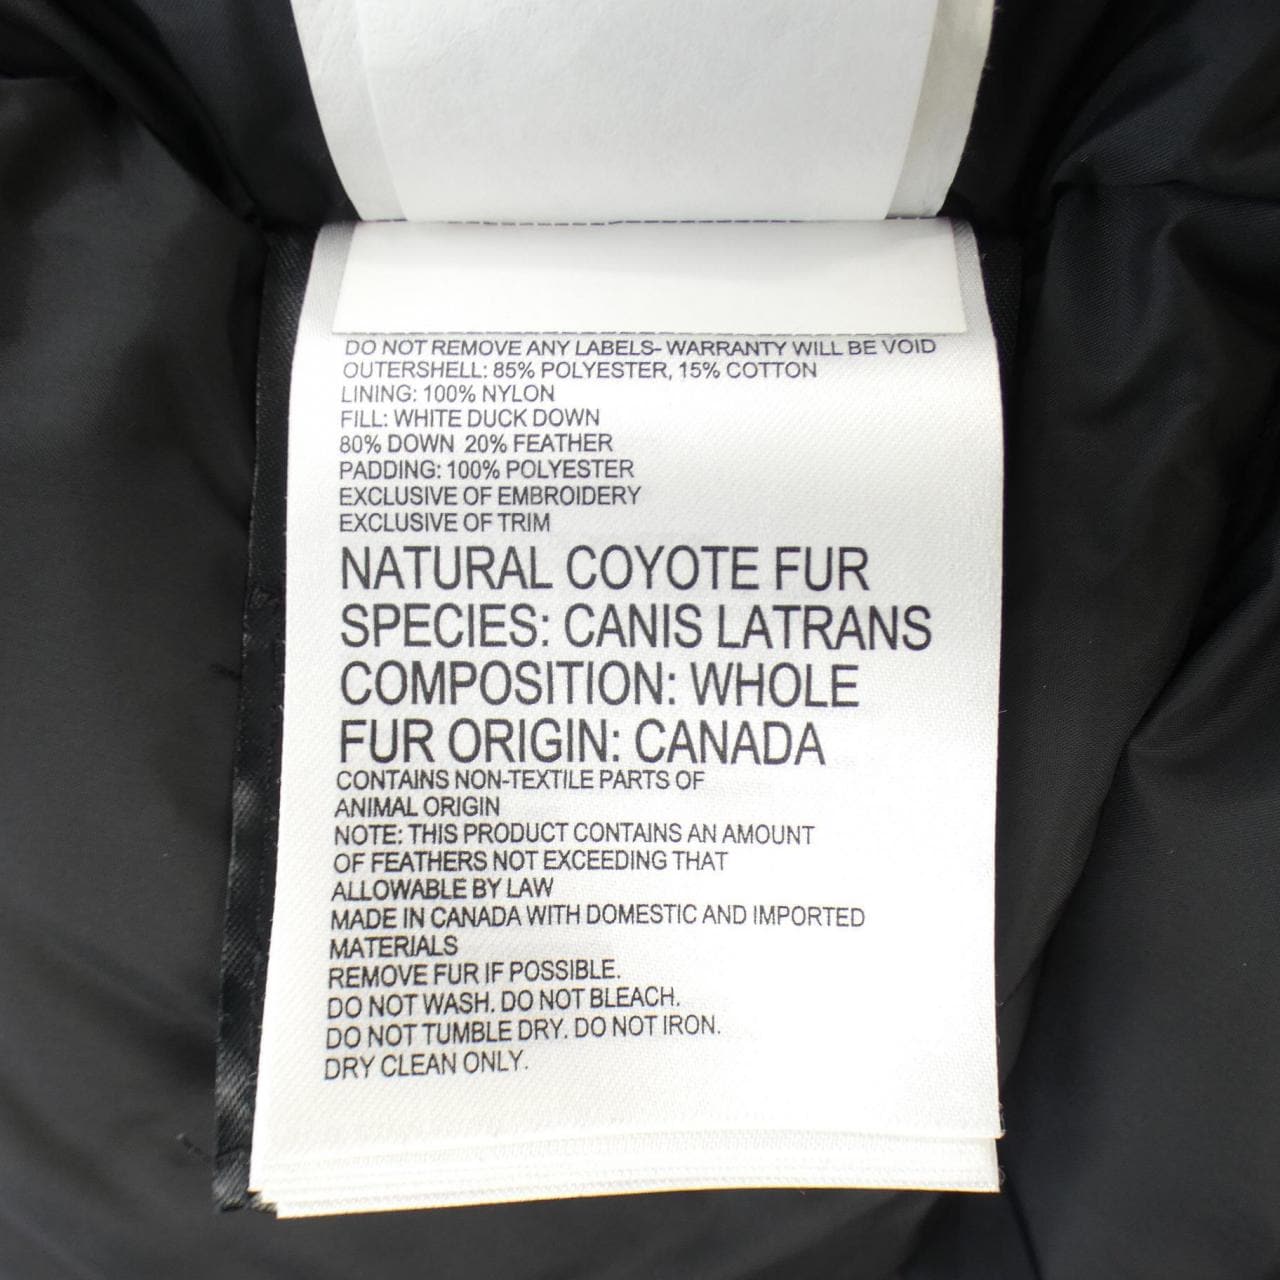 DO NOT REMOVE ANY LABELS- WARRANTY WILL BE VOID
OUTERSHELL: 85% POLYESTER, 15% COTTON
LINING: 100% NYLON
FILL: WHITE DUCK DOWN
80% DOWN 20% FEATHER
PADDING: 100% POLYESTER
EXCLUSIVE OF EMBROIDERY
EXCLUSIVE OF TRIM
NATURAL COYOTE FUR
SPECIES: CANIS LATRANS
COMPOSITION: WHOLE
FUR ORIGIN: CANADA
CONTAINS NON-TEXTILE PARTS OF
ANIMAL ORIGIN
NOTE: THIS PRODUCT CONTAINS AN AMOUNT
OF FEATHERS NOT EXCEEDING THAT
ALLOWABLE BY LAW
MADE IN CANADA WITH DOMESTIC AND IMPORTED
MATERIALS
REMOVE FUR IF POSSIBLE.
DO NOT WASH. DO NOT BLEACH.
DO NOT TUMBLE DRY. DO NOT IRON.
DRY CLEAN ONLY.